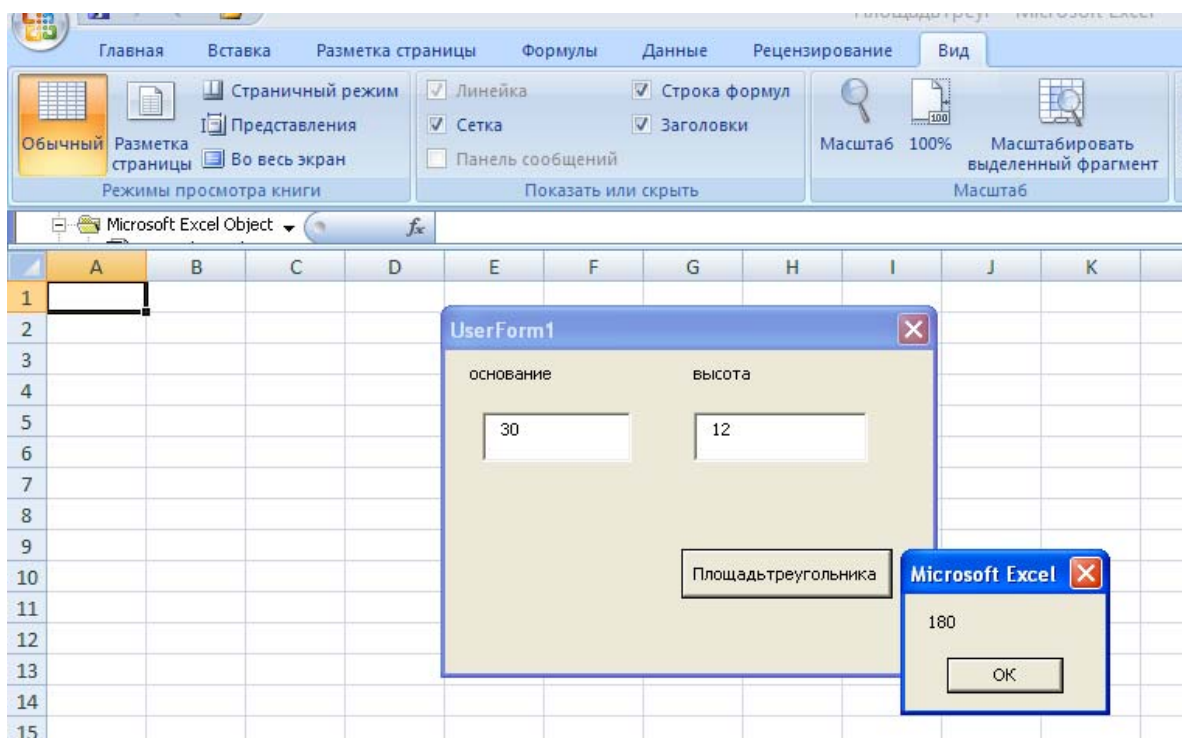 Главная Вставка Разметка страницы Формулы Данные Рецензирование Вид
Обычный
Разметка страницы
Страничный режим
Представления
Во весь экран
Режимы просмотра книги
Линейка
Сетка
Панель сообщений
Строка формул
Заголовки
Показать или скрыть
Масштаб
100
100%
Масштабировать
выделенный фрагмент
Масштаб
Microsoft Excel Object
fx
A B C D E F G H I J K
1
2
3
4
5
6
7
8
9
10
11
12
13
14
15
UserForm1
основание высота
30 12
Площадьтреугольника
Microsoft Excel
180
OK